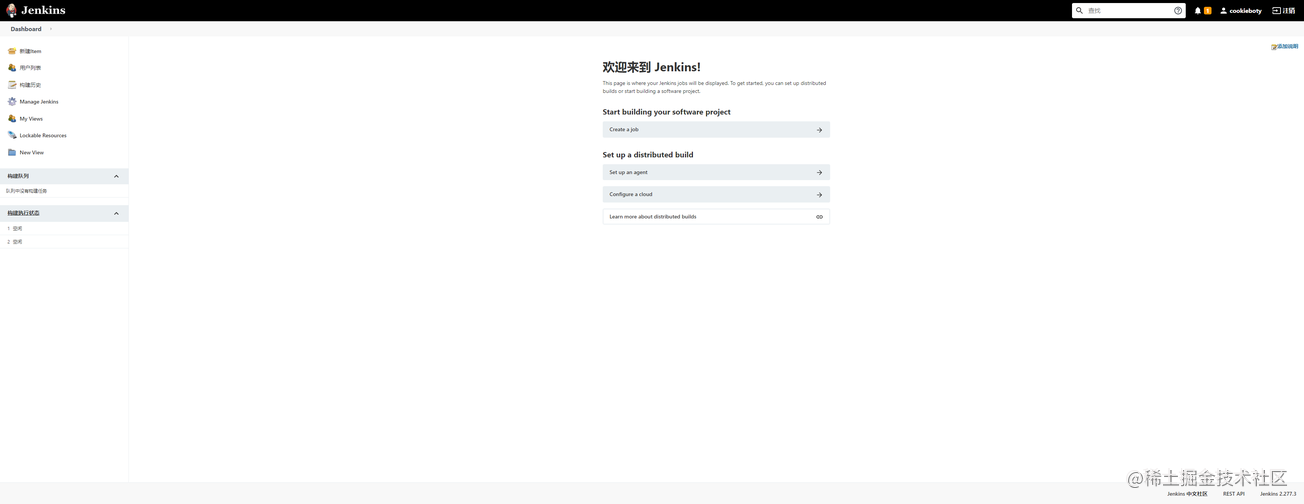 Jenkins
查找
1
cookieboty
注销
Dashboard
添加说明
新建Item
用户列表
构建历史
Manage Jenkins
My Views
Lockable Resources
New View
构建队列
队列中没有构建任务
构建执行状态
1 空闲
2 空闲
欢迎来到 Jenkins!
This page is where your Jenkins jobs will be displayed. To get started, you can set up distributed
builds or start building a software project.
Start building your software project
Create a job
Set up a distributed build
Set up an agent
Configure a cloud
Learn more about distributed builds
@稀土掘金技术社区
Jenkins 中文社区
REST API
Jenkins 2.277.1